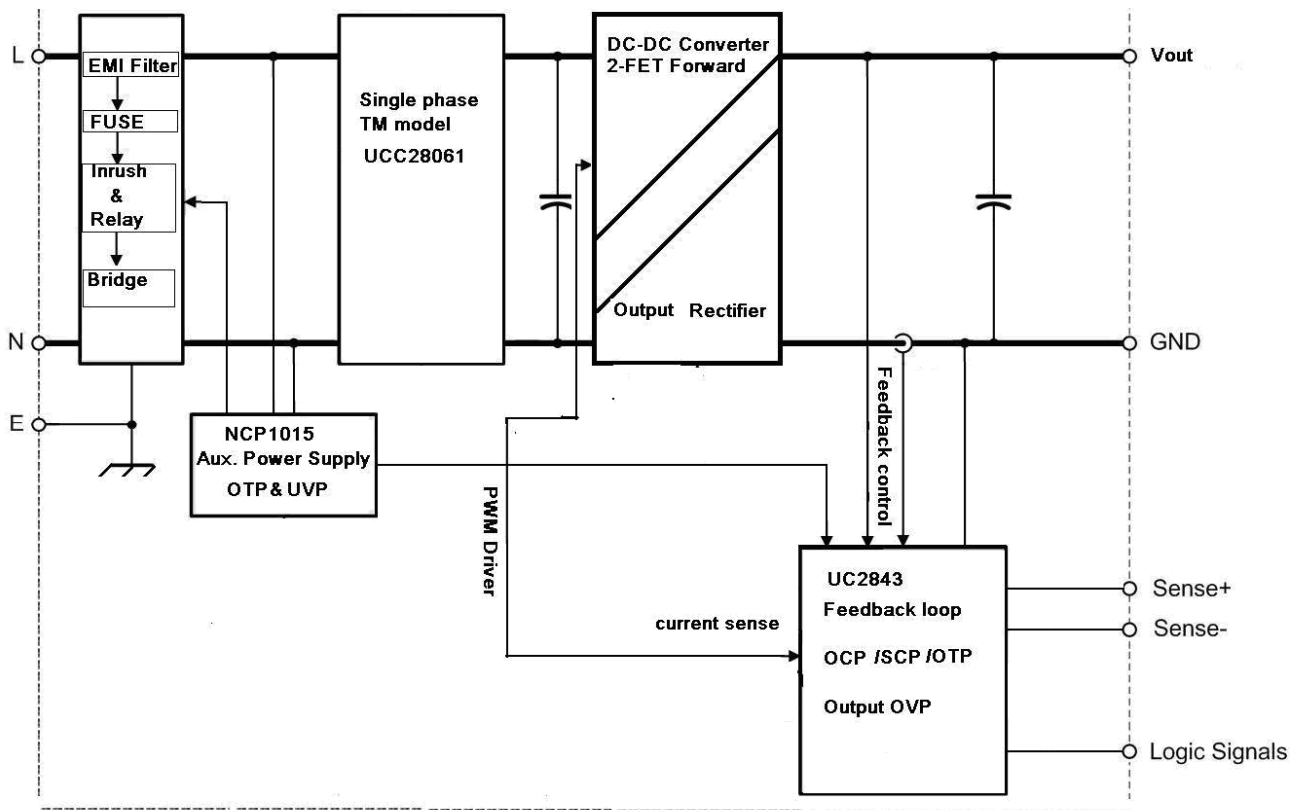 L
EMI Filter
FUSE
Inrush
&
Relay
Bridge
N
E
Single phase
TM model
UCC28061
DC-DC Converter
2-FET Forward
Output Rectifier
Vout
GND
NCP1015
Aux. Power Supply
OTP & UVP
PWM Driver
Feedback control
current sense
UC2843
Feedback loop
OCP /SCP /OTP
Output OVP
Sense+
Sense-
Logic Signals